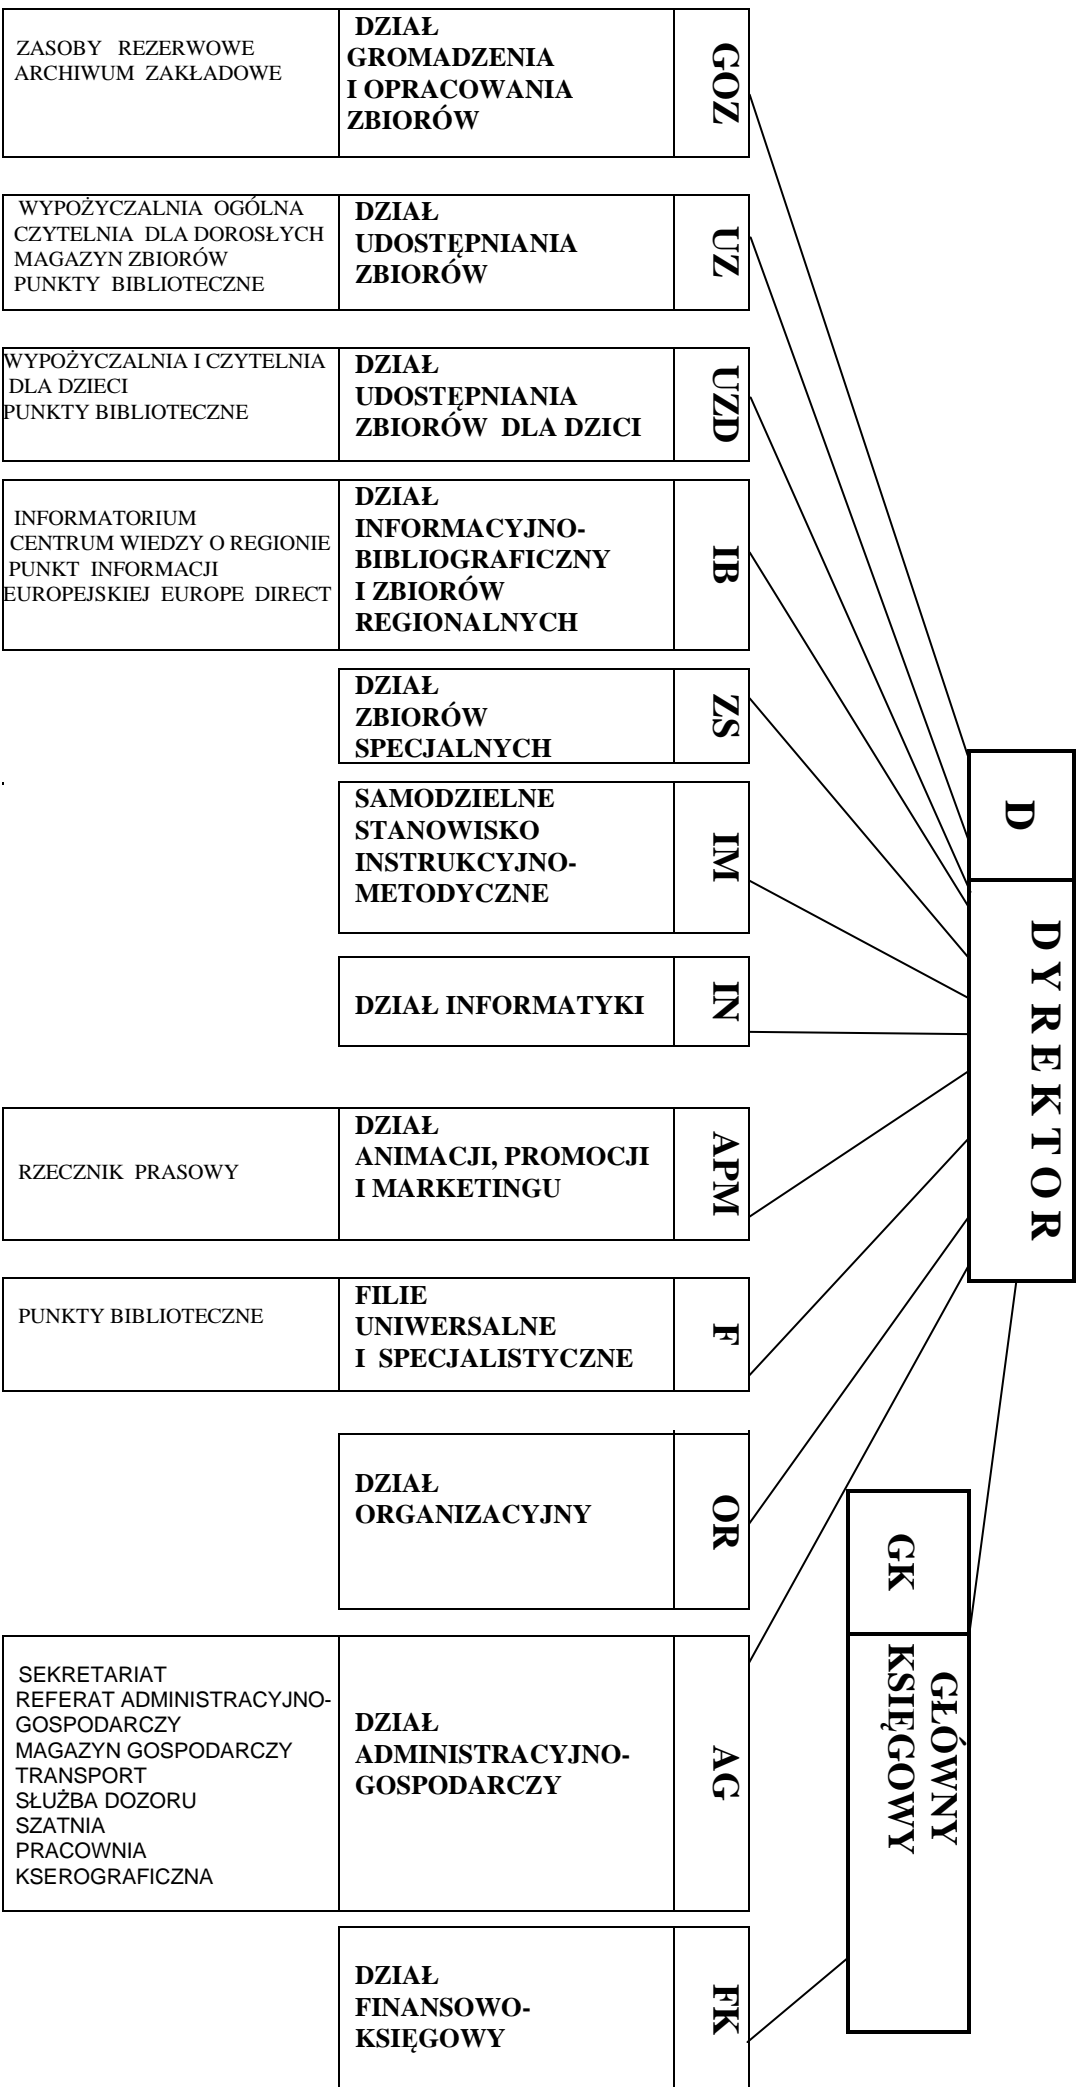 ZASOBY REZERWOWE
ARCHIWUM ZAKŁADOWE
DZIAŁ
GROMADZENIA
I OPRACOWANIA
ZBIORÓW
GOZ
WYPOŻYCZALNIA OGÓLNA
CZYTELNIA DLA DOROSŁYCH
MAGAZYN ZBIORÓW
PUNKTY BIBLIOTECZNE
DZIAŁ
UDOSTĘPNIANIA
ZBIORÓW
UZ
WYPOŻYCZALNIA I CZYTELNIA
DLA DZIECI
PUNKTY BIBLIOTECZNE
DZIAŁ
UDOSTĘPNIANIA
ZBIORÓW DLA DZICI
UZD
INFORMATORIUM
CENTRUM WIEDZY O REGIONIE
PUNKT INFORMACJI
EUROPEJSKIEJ EUROPE DIRECT
DZIAŁ
INFORMACYJNO-
BIBLIOGRAFICZNY
I ZBIORÓW
REGIONALNYCH
IB
DZIAŁ
ZBIORÓW
SPECJALNYCH
ZS
SAMODZIELNE
STANOWISKO
INSTRUKCYJNO-
METODYCZNE
IM
DZIAŁ INFORMATYKI
IN
RZECZNIK PRASOWY
DZIAŁ
ANIMACJI, PROMOCJI
I MARKETINGU
APM
PUNKTY BIBLIOTECZNE
FILIE
UNIWERSALNE
I SPECJALISTYCZNE
F
DZIAŁ
ORGANIZACYJNY
OR
SEKRETARIAT
REFERAT ADMINISTRACYJNO-
GOSPODARCZY
MAGAZYN GOSPODARCZY
TRANSPORT
SŁUŻBA DOZORU
SZATNIA
PRACOWNIA
KSEROGRAFICZNA
DZIAŁ
ADMINISTRACYJNO-
GOSPODARCZY
AG
DZIAŁ
FINANSOWO-
KSIĘGOWY
FK
D
DYREKTOR
GK
GŁÓWNY
KSIĘGOWY